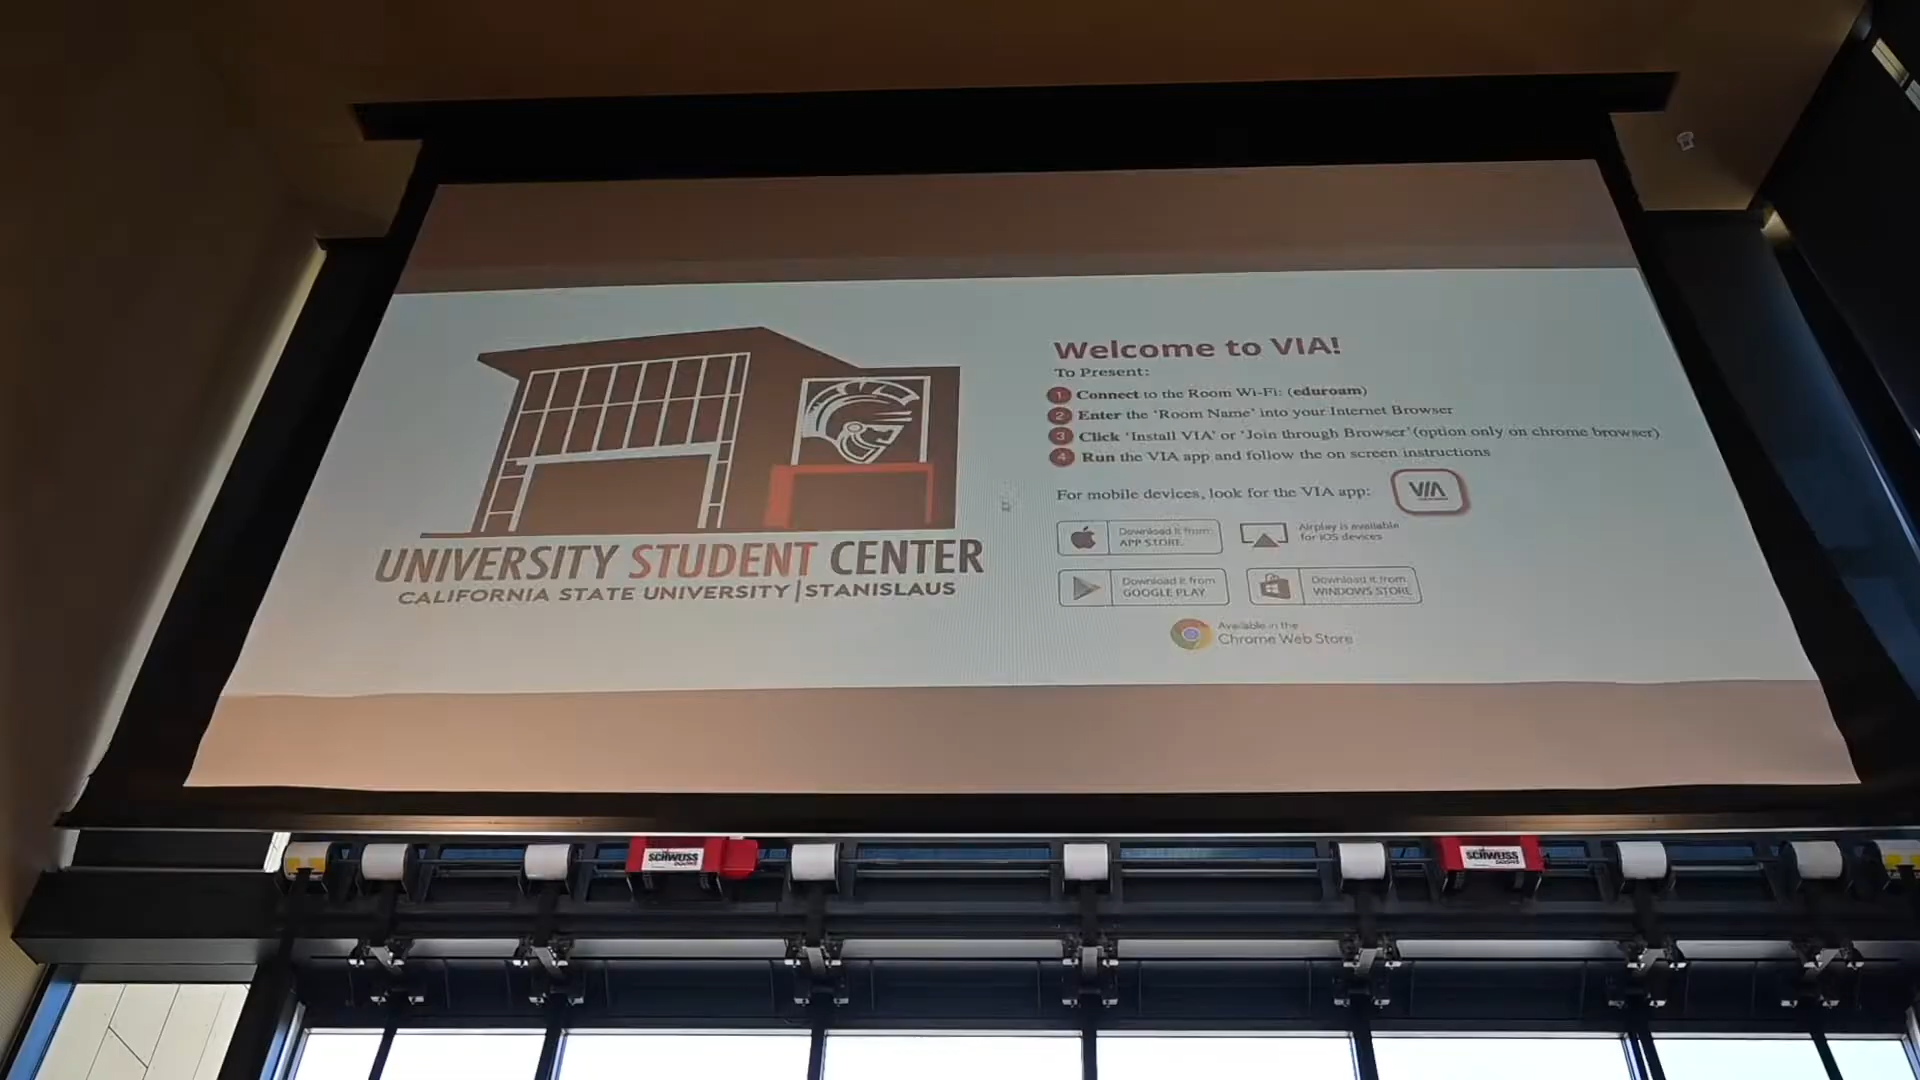 UNIVERSITY STUDENT CENTER
CALIFORNIA STATE UNIVERSITY|STANISLAUS
Welcome to VIA!
To Present:
1 Connect to the Room Wi-Fi: (eduroam)
2 Enter the 'Room Name' into your Internet Browser
3 Click 'Install VIA' or 'Join through Browser'(option only on chrome browser)
4 Run the VIA app and follow the on screen instructions
For mobile devices, look for the VIA app:
VIA
Download it from
APP STORE
Airplay is available
for iOS devices
Download it from
GOOGLE PLAY
Download it from
WINDOWS STORE
Available in the
Chrome Web Store
SCHWEISS
DOORS
SCHWEISS
DOORS